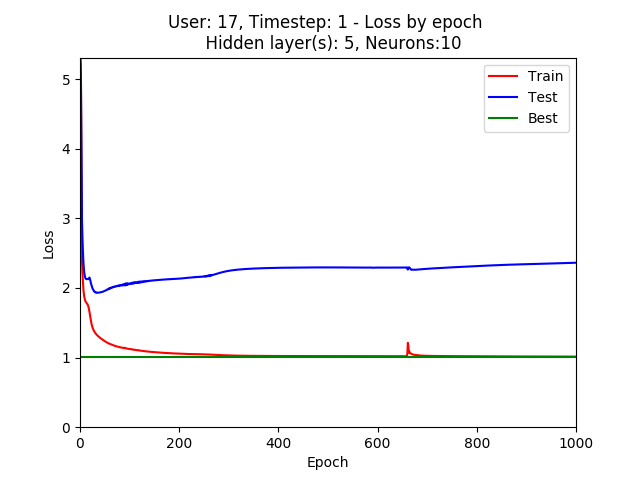 User: 17, Timestep: 1 - Loss by epoch
Hidden layer(s): 5, Neurons:10
Train
Test
Best
5
4
3
2
1
0
Loss
0 200 400 600 800 1000
Epoch